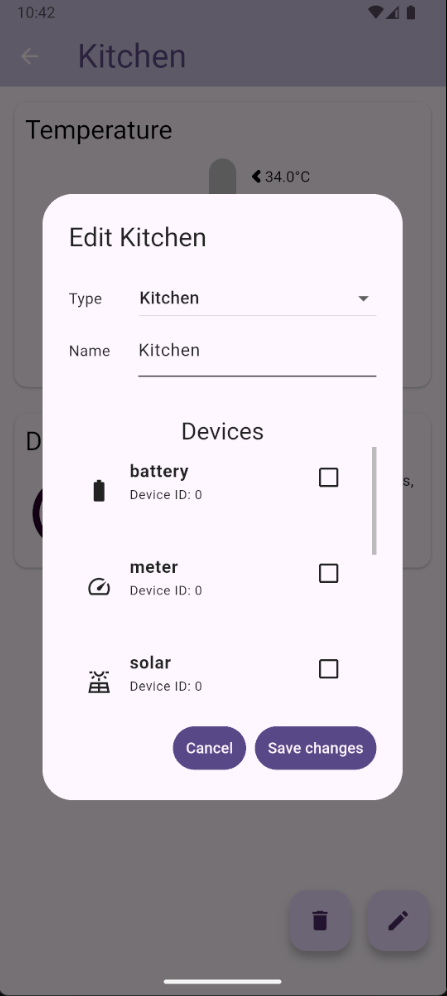 10:42
Kitchen
Temperature
34.0°C
Edit Kitchen
Type Kitchen
Name Kitchen
Devices
D
s,
battery
Device ID: 0
meter
Device ID: 0
solar
Device ID: 0
Cancel Save changes